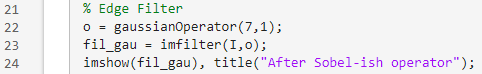 21 % Edge Filter
22 o = gaussianOperator(7,1);
23 fil_gau = imfilter(I,o);
24 imshow(fil_gau), title("After Sobel-ish operator");